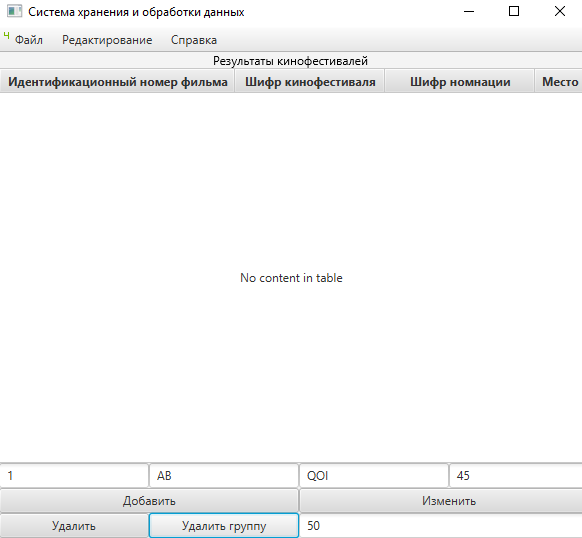 Система хранения и обработки данных
Ч Файл Редактирование Справка
Результаты кинофестивалей
Идентификационный номер фильма Шифр кинофестиваля Шифр номнации Место
No content in table
1 AB QOI 45
Добавить Изменить
Удалить Удалить группу 50